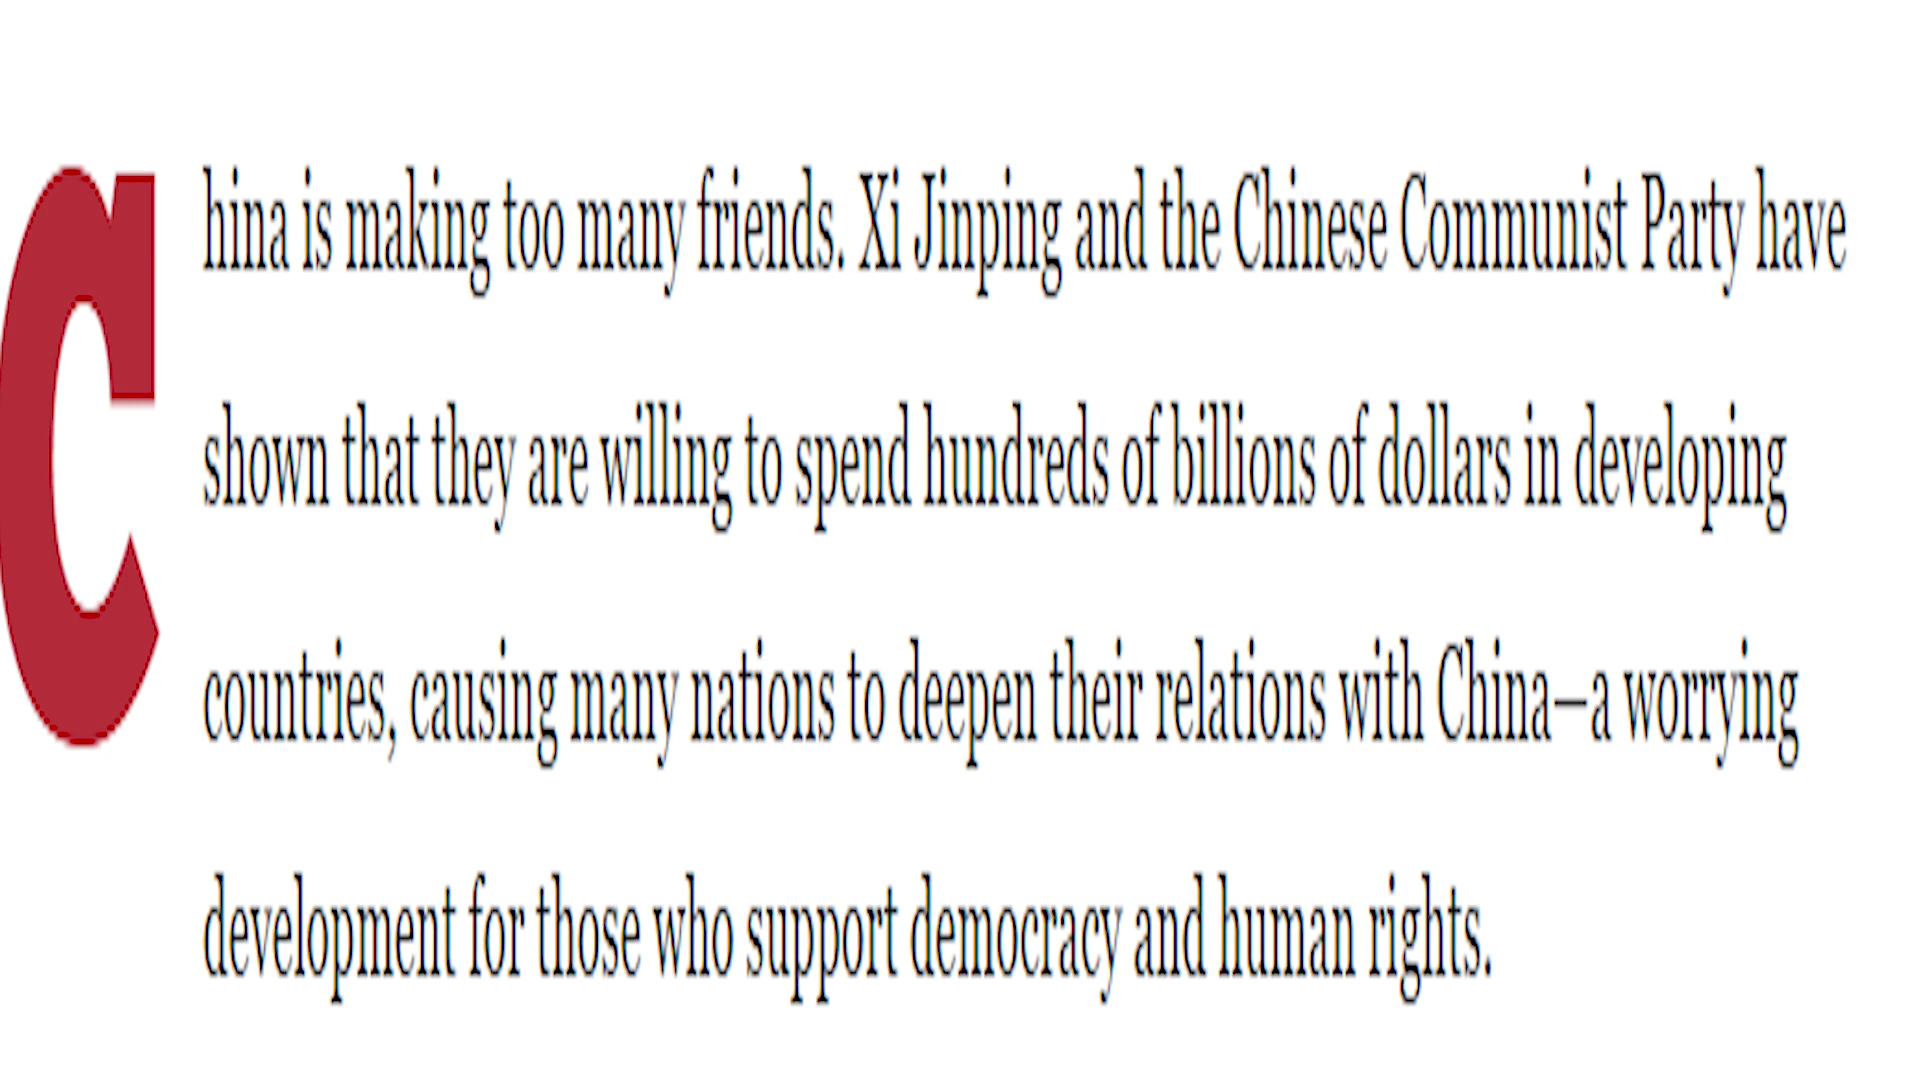 China is making too many friends. Xi Jinping and the Chinese Communist Party have
shown that they are willing to spend hundreds of billions of dollars in developing
countries, causing many nations to deepen their relations with China—a worrying
development for those who support democracy and human rights.